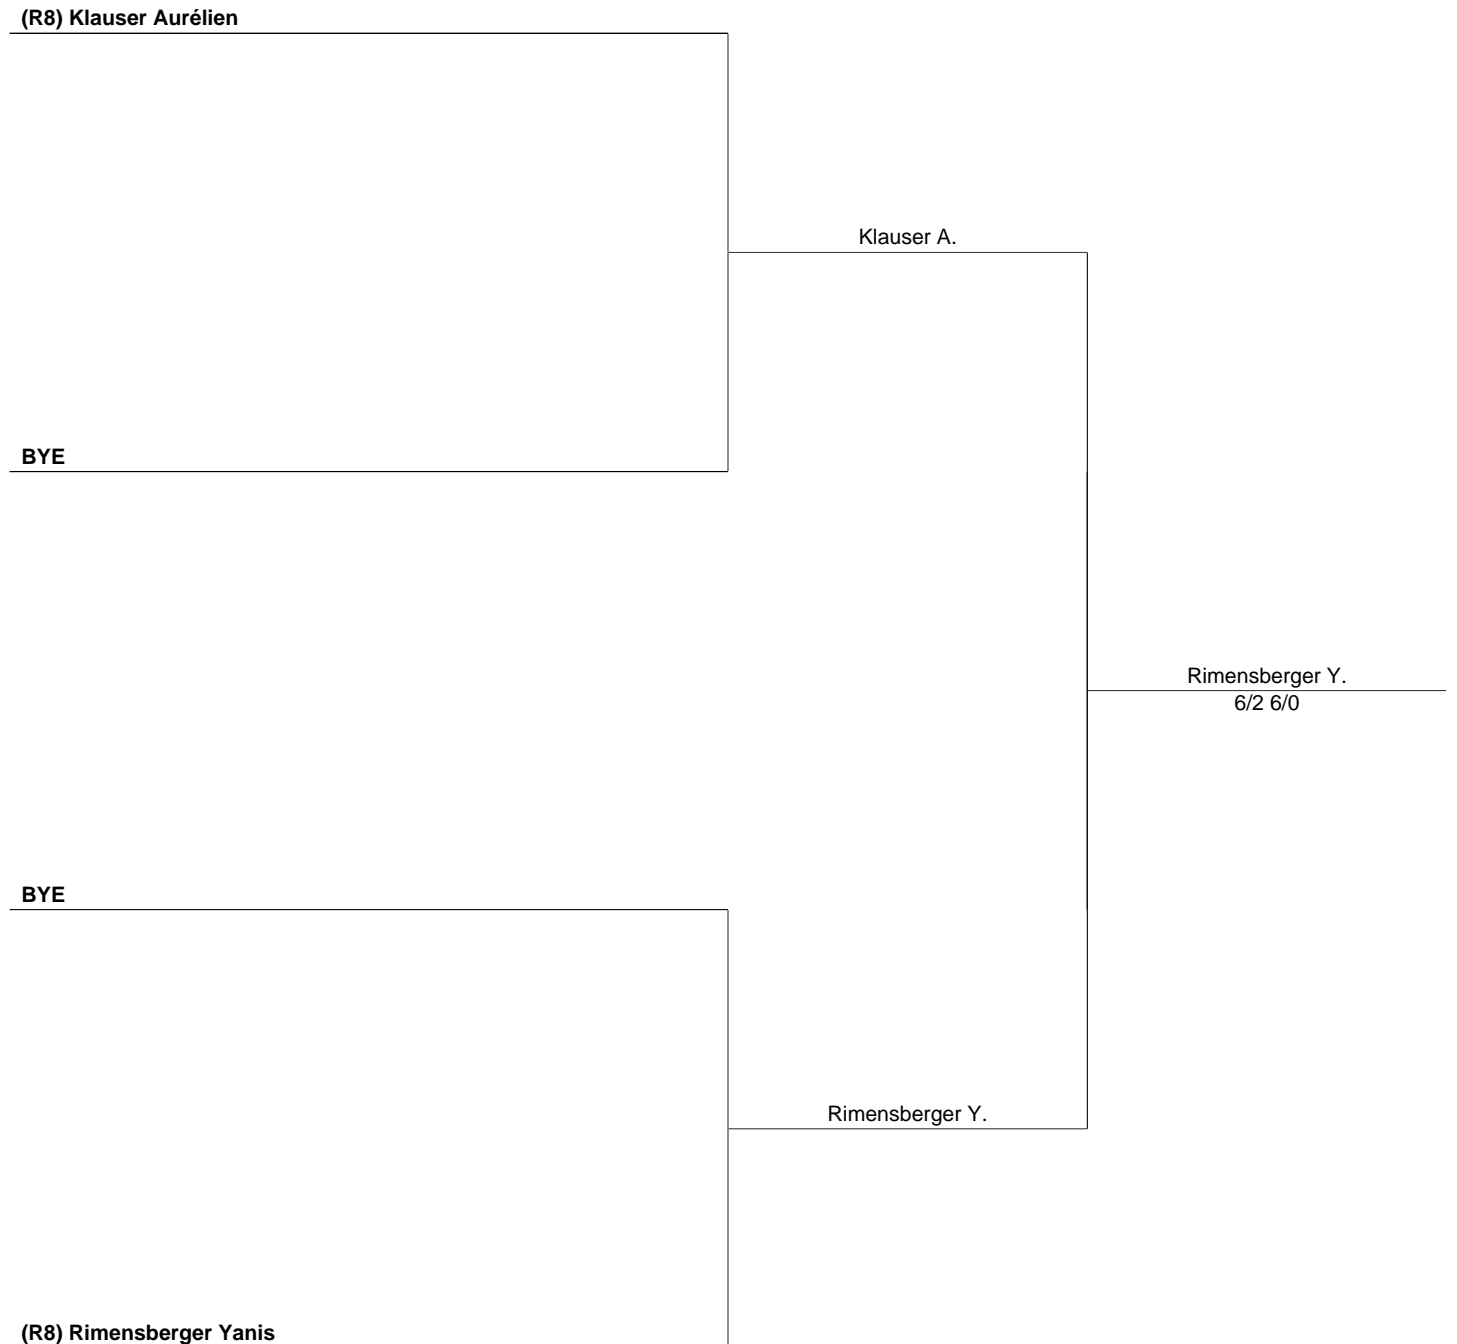 (R8) Klauser Aurélien
Klauser A.
BYE
Rimensberger Y.
6/2 6/0
BYE
Rimensberger Y.
(R8) Rimensberger Yanis